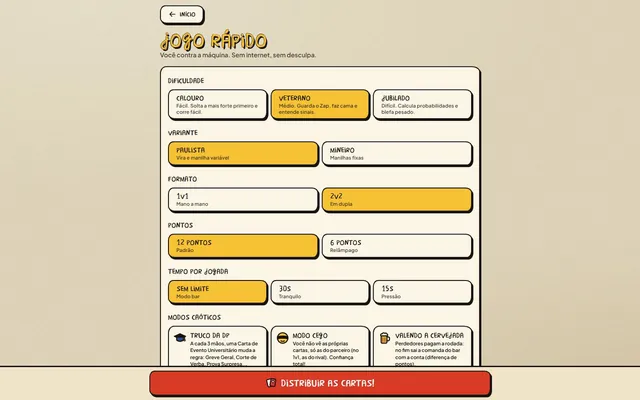 ← INÍCIO
JOGO RÁPIDO
Você contra a máquina. Sem internet, sem desculpa.
DIFICULDADE
CALOURO
Fácil. Solta a mais forte primeiro e
corre fácil.
VETERANO
Médio. Guarda o Zap, faz cama e
entende sinais.
JUBILADO
Difícil. Calcula probabilidades e
blefa pesado.
VARIANTE
PAULISTA
Vira e manilha variável
MINEIRO
Manilhas fixas
FORMATO
1V1
Mano a mano
2V2
Em dupla
PONTOS
12 PONTOS
Padrão
6 PONTOS
Relâmpago
TEMPO POR JOGADA
SEM LIMITE
Modo bar
30S
Tranquilo
15S
Pressão
MODOS CAÓTICOS
TRUCO DA DP
A cada 3 mãos, uma Carta de
Evento Universitário muda a
regra: Greve Geral, Corte de
Verba, Prova Surpresa...
MODO CEGO
Você não vê as próprias
cartas, só as do parceiro (no
1v1, as do rival). Confiança
total!
VALENDO A CERVEJADA
Perdedores pagam a rodada:
no fim sai a comanda do bar
com a conta (diferença de
pontos).
DISTRIBUIR AS CARTAS!